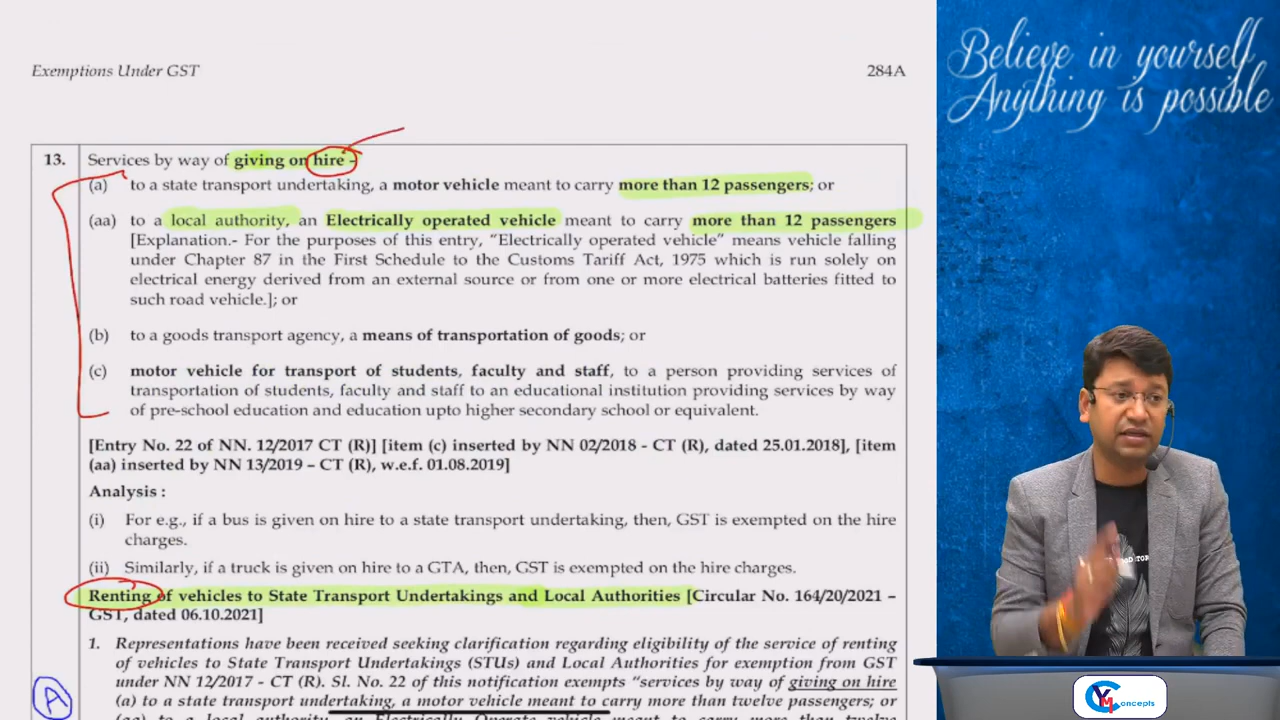 Exemptions Under GST
284A
13. Services by way of giving on hire -
(a) to a state transport undertaking, a motor vehicle meant to carry more than 12 passengers; or
(aa) to a local authority, an Electrically operated vehicle meant to carry more than 12 passengers
[Explanation.- For the purposes of this entry, “Electrically operated vehicle” means vehicle falling
under Chapter 87 in the First Schedule to the Customs Tariff Act, 1975 which is run solely on
electrical energy derived from an external source or from one or more electrical batteries fitted to
such road vehicle.]; or
(b) to a goods transport agency, a means of transportation of goods; or
(c) motor vehicle for transport of students, faculty and staff, to a person providing services of
transportation of students, faculty and staff to an educational institution providing services by way
of pre-school education and education upto higher secondary school or equivalent.
[Entry No. 22 of NN. 12/2017 CT (R)] [item (c) inserted by NN 02/2018 - CT (R), dated 25.01.2018], [item
(aa) inserted by NN 13/2019 – CT (R), w.e.f. 01.08.2019]
Analysis :
(i) For e.g., if a bus is given on hire to a state transport undertaking, then, GST is exempted on the hire
charges.
(ii) Similarly, if a truck is given on hire to a GTA, then, GST is exempted on the hire charges.
Renting of vehicles to State Transport Undertakings and Local Authorities [Circular No. 164/20/2021 –
GST, dated 06.10.2021]
1. Representations have been received seeking clarification regarding eligibility of the service of renting
of vehicles to State Transport Undertakings (STUs) and Local Authorities for exemption from GST
under NN 12/2017 - CT (R). Sl. No. 22 of this notification exempts “services by way of giving on hire
A
(a) to a state transport undertaking, a motor vehicle meant to carry more than twelve passengers; or
(aa) to a local authority, an Electrically Operate vehicle meant to carry more than twelve
Believe in yourself
Anything is possible
Concepts